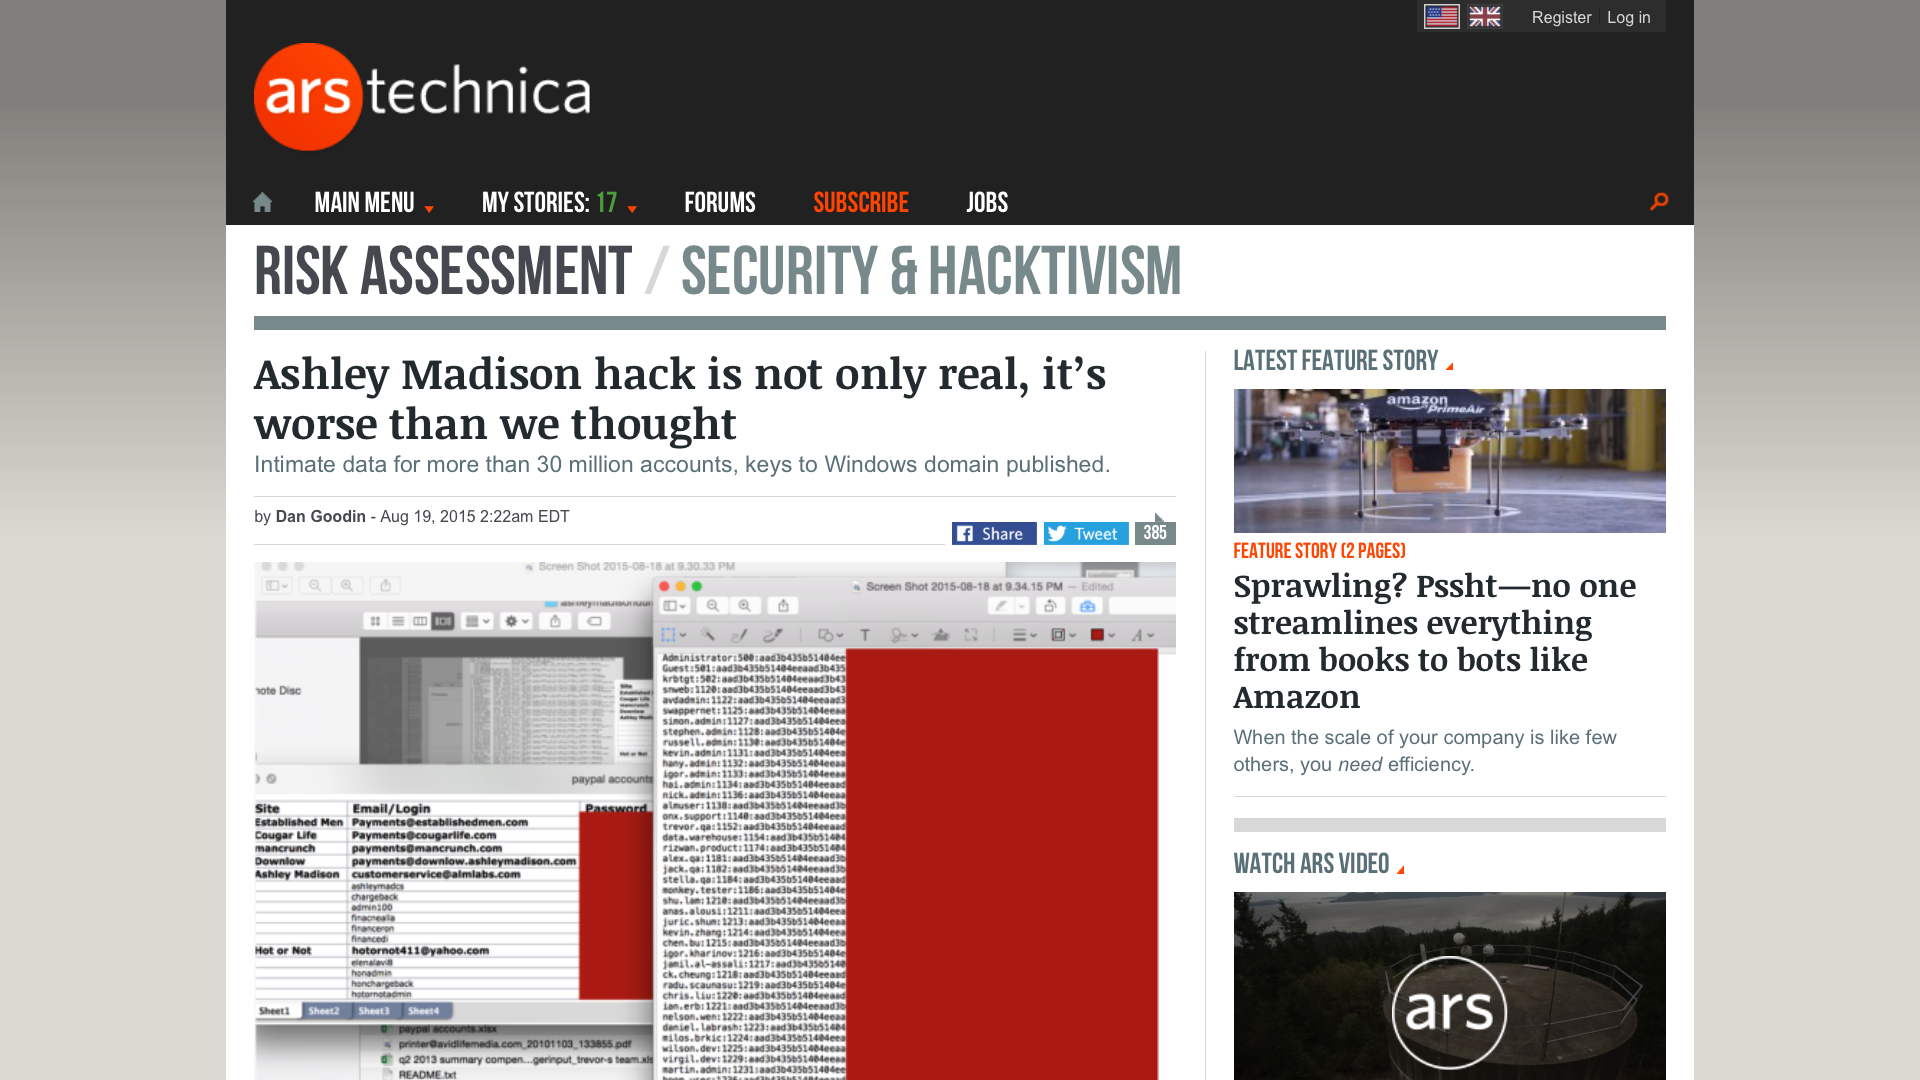 Register
Log in
ars technica
MAIN MENU
MY STORIES: 17
FORUMS
SUBSCRIBE
JOBS
RISK ASSESSMENT / SECURITY & HACKTIVISM
Ashley Madison hack is not only real, it’s
worse than we thought
Intimate data for more than 30 million accounts, keys to Windows domain published.
by Dan Goodin - Aug 19, 2015 2:22am EDT
Share
Tweet
385
Screen Shot 2015-08-18 at 9.30.33 PM
Screen Shot 2015-08-18 at 9.34.15 PM — Edited
note Disc
paypal accounts
Site Email/Login Password
Established Men Payments@establishedmen.com
Cougar Life Payments@cougarlife.com
mancrunch payments@mancrunch.com
Downlow payments@downlow.ashleymadison.com
Ashley Madison customerservice@almlabs.com
ashleymadcs
chargeback
admin100
finacnealla
financeron
financedi
Hot or Not hotornot411@yahoo.com
elenalavi8
honadmin
honchargeback
hotornotadmin
Sheet1 Sheet2 Sheet3 Sheet4
paypal accounts.xlsx
printer@avidlifemedia.com_20101103_133855.pdf
q2 2013 summary compen...gerinput_trevor-s team.xls
README.txt
Administrator:500:aad3b435b51404ee
Guest:501:aad3b435b51404eeaad3b435
krbtgt:502:aad3b435b51404eeaad3b43
snweb:1120:aad3b435b51404eeaad3b43
avdadmin:1122:aad3b435b51404eeaad3
swappernet:1125:aad3b435b51404eeaa
simon.admin:1127:aad3b435b51404eea
stephen.admin:1128:aad3b435b51404e
russell.admin:1130:aad3b435b51404e
kevin.admin:1131:aad3b435b51404eea
hany.admin:1132:aad3b435b51404eeaa
igor.admin:1133:aad3b435b51404eeaa
hai.admin:1134:aad3b435b51404eeaad
nick.admin:1136:aad3b435b51404eeaa
almuser:1138:aad3b435b51404eeaad3b
onx.support:1140:aad3b435b51404eea
trevor.qa:1152:aad3b435b51404eeaad
data.warehouse:1154:aad3b435b51404
rizwan.product:1174:aad3b435b51404
alex.qa:1181:aad3b435b51404eeaad3b
jack.qa:1182:aad3b435b51404eeaad3b
stella.qa:1184:aad3b435b51404eeaad
monkey.tester:1186:aad3b435b51404e
shu.lam:1210:aad3b435b51404eeaad3b
anas.alousi:1211:aad3b435b51404eea
juric.shum:1213:aad3b435b51404eeaa
kevin.zhang:1214:aad3b435b51404eea
chen.bu:1215:aad3b435b51404eeaad3b
igor.kharinov:1216:aad3b435b51404e
jamil.al-assali:1217:aad3b435b5140
ck.cheung:1218:aad3b435b51404eeaad
radu.scaunasu:1219:aad3b435b51404e
chris.liu:1220:aad3b435b51404eeaad
ian.erb:1221:aad3b435b51404eeaad3b
nelson.wen:1222:aad3b435b51404eeaa
daniel.labrash:1223:aad3b435b51404
milos.brkic:1224:aad3b435b51404eea
wilson.dev:1225:aad3b435b51404eeaa
virgil.dev:1229:aad3b435b51404eeaa
martin.admin:1231:aad3b435b51404ee
LATEST FEATURE STORY
amazon
PrimeAir
FEATURE STORY (2 PAGES)
Sprawling? Pssht—no one
streamlines everything
from books to bots like
Amazon
When the scale of your company is like few
others, you need efficiency.
WATCH ARS VIDEO
ars